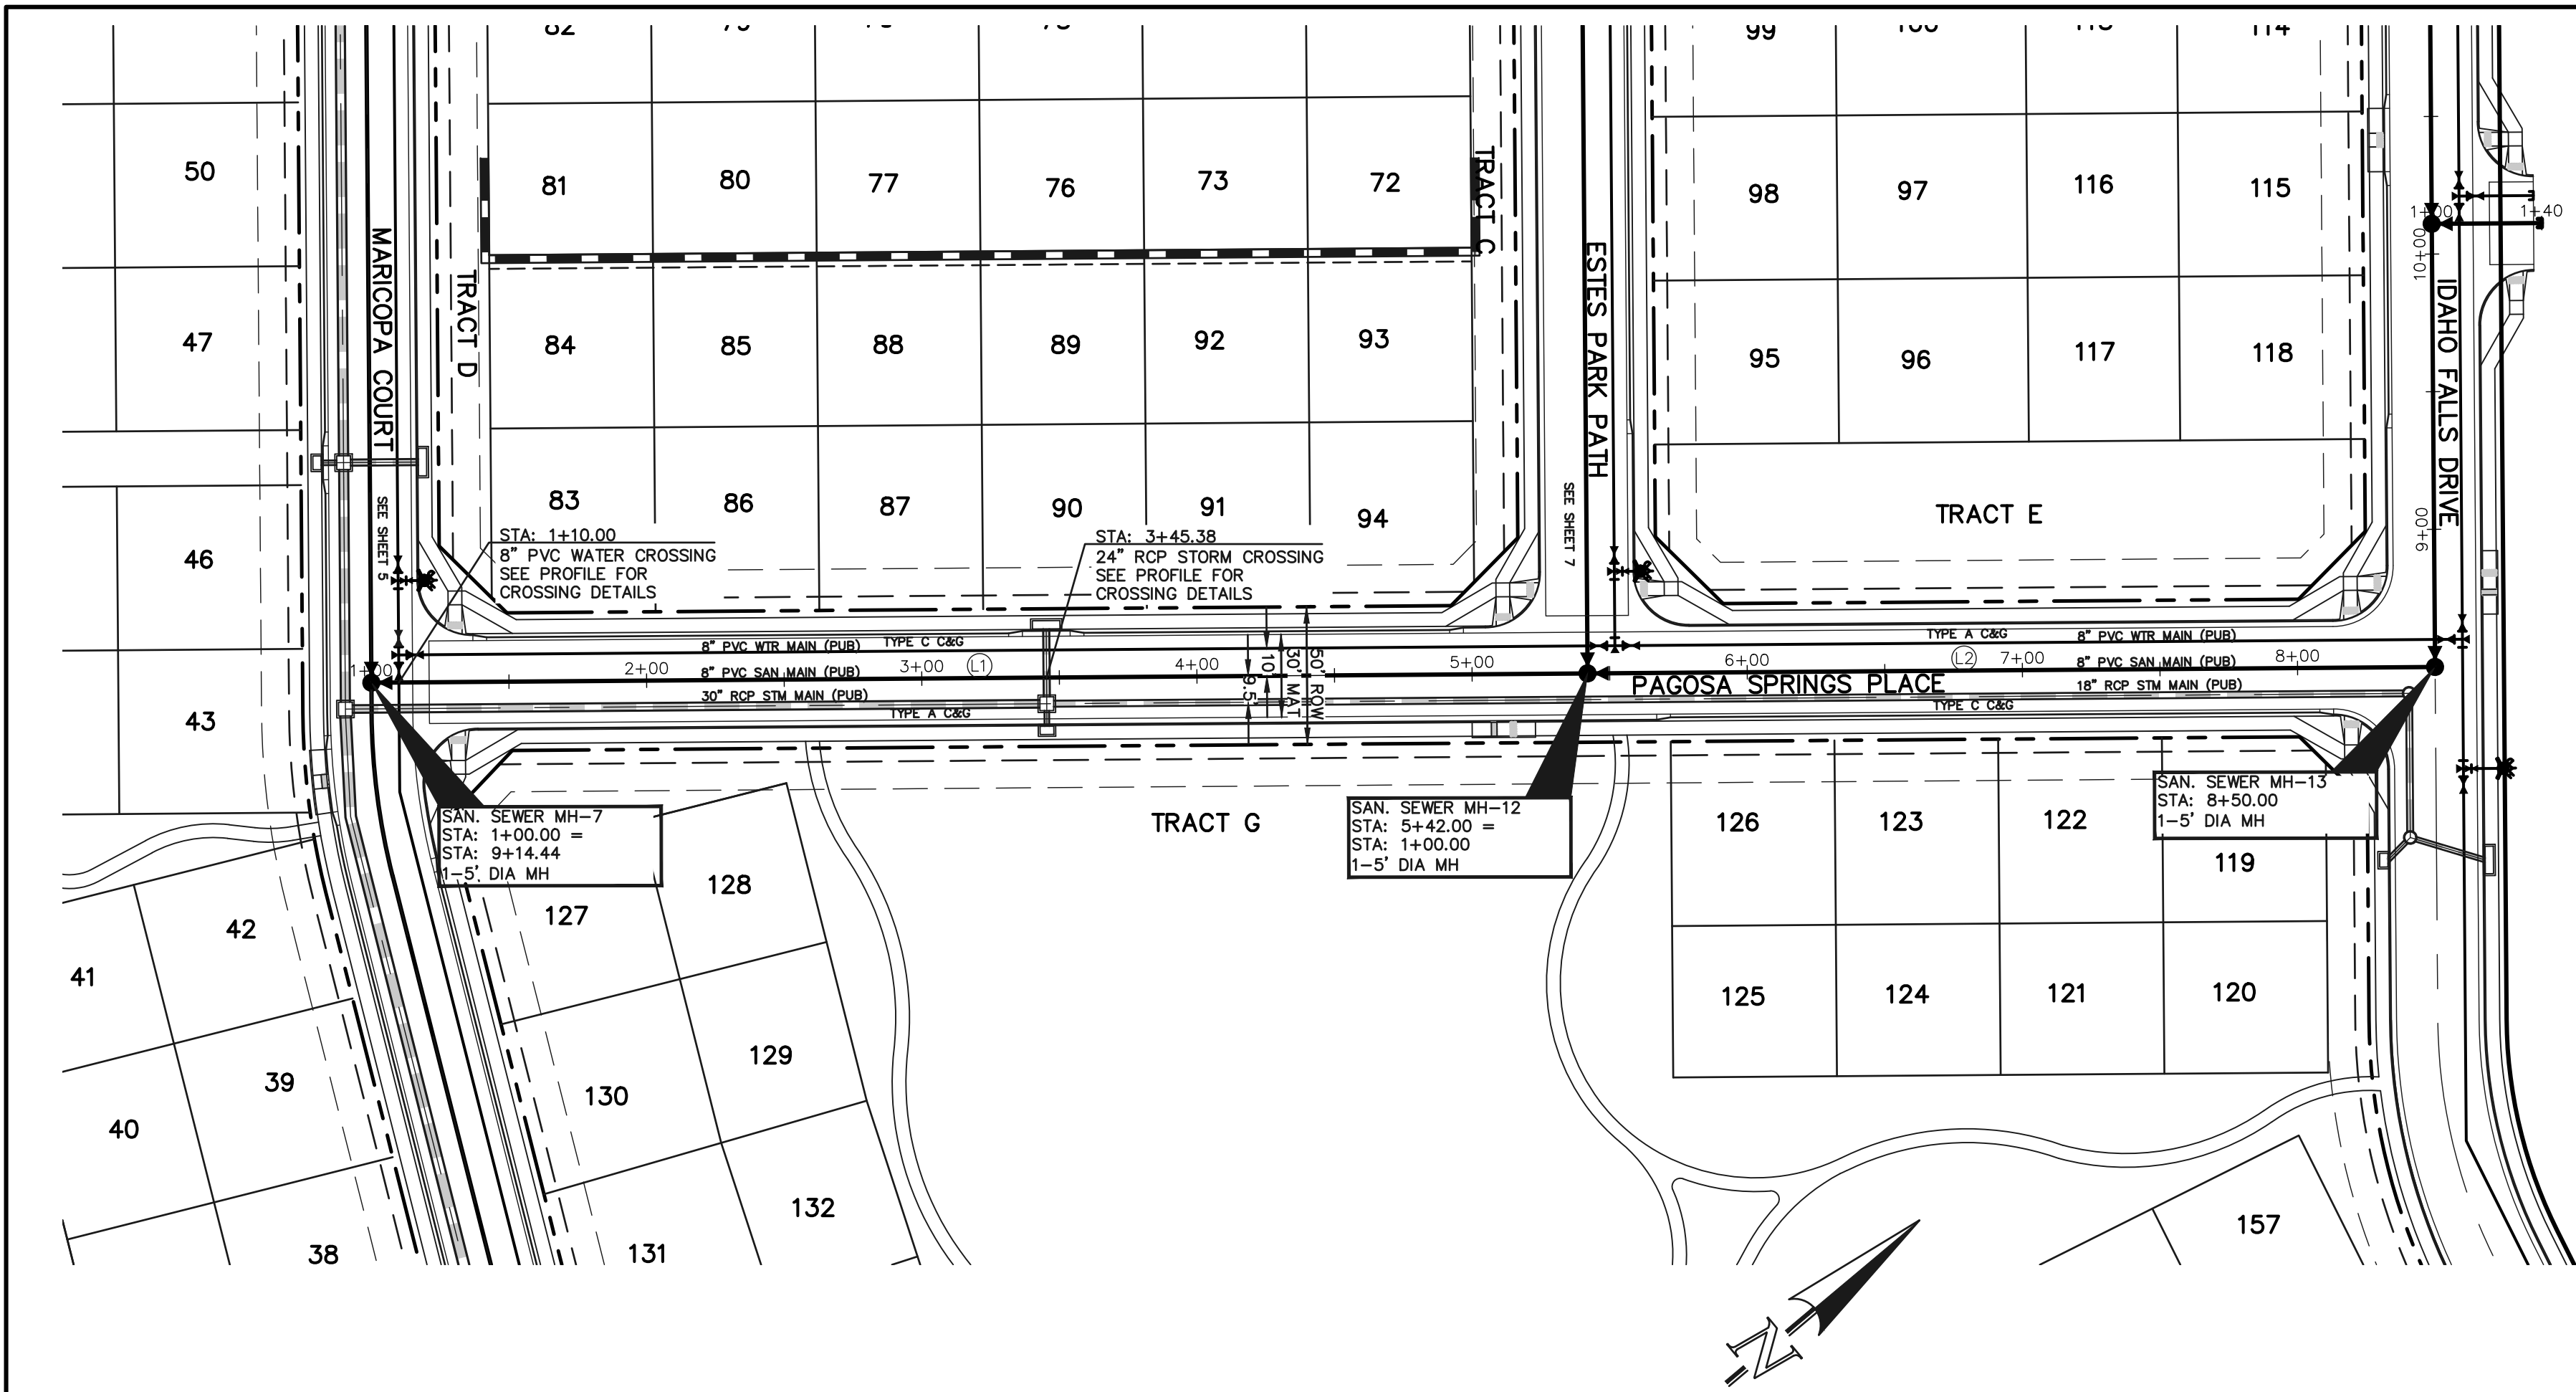 99
50
81
80
77
76
73
72
TRACT C
98
97
116
115
1+00
1+40
10+00
MARICOPA COURT
TRACT D
ESTES PARK PATH
IDAHO FALLS DRIVE
47
84
85
88
89
92
93
95
96
117
118
83
86
87
90
91
94
TRACT E
SEE SHEET 5
SEE SHEET 7
9+00
46
STA: 1+10.00
8" PVC WATER CROSSING
SEE PROFILE FOR
CROSSING DETAILS
STA: 3+45.38
24" RCP STORM CROSSING
SEE PROFILE FOR
CROSSING DETAILS
8" PVC WTR MAIN (PUB)
TYPE C C&G
TYPE A C&G
8" PVC WTR MAIN (PUB)
1+00
2+00
3+00
L1
4+00
5+00
6+00
L2
7+00
8+00
8" PVC SAN MAIN (PUB)
8" PVC SAN MAIN (PUB)
10'
9.5'
30' MAT
50' ROW
PAGOSA SPRINGS PLACE
30" RCP STM MAIN (PUB)
18" RCP STM MAIN (PUB)
TYPE A C&G
TYPE C C&G
43
SAN. SEWER MH-7
STA: 1+00.00 =
STA: 9+14.44
1-5' DIA MH
TRACT G
SAN. SEWER MH-12
STA: 5+42.00 =
STA: 1+00.00
1-5' DIA MH
SAN. SEWER MH-13
STA: 8+50.00
1-5' DIA MH
126
123
122
119
128
127
42
41
125
124
121
120
129
39
130
40
132
38
131
157
N